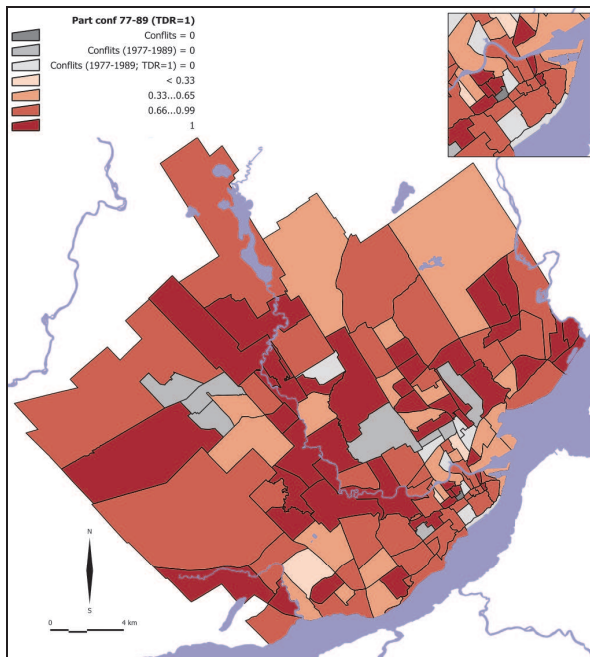 Part conf 77-89 (TDR=1)
Conflits = 0
Conflits (1977-1989) = 0
Conflits (1977-1989; TDR=1) = 0
< 0.33
0.33...0.65
0.66...0.99
1
N
S
0 4 km